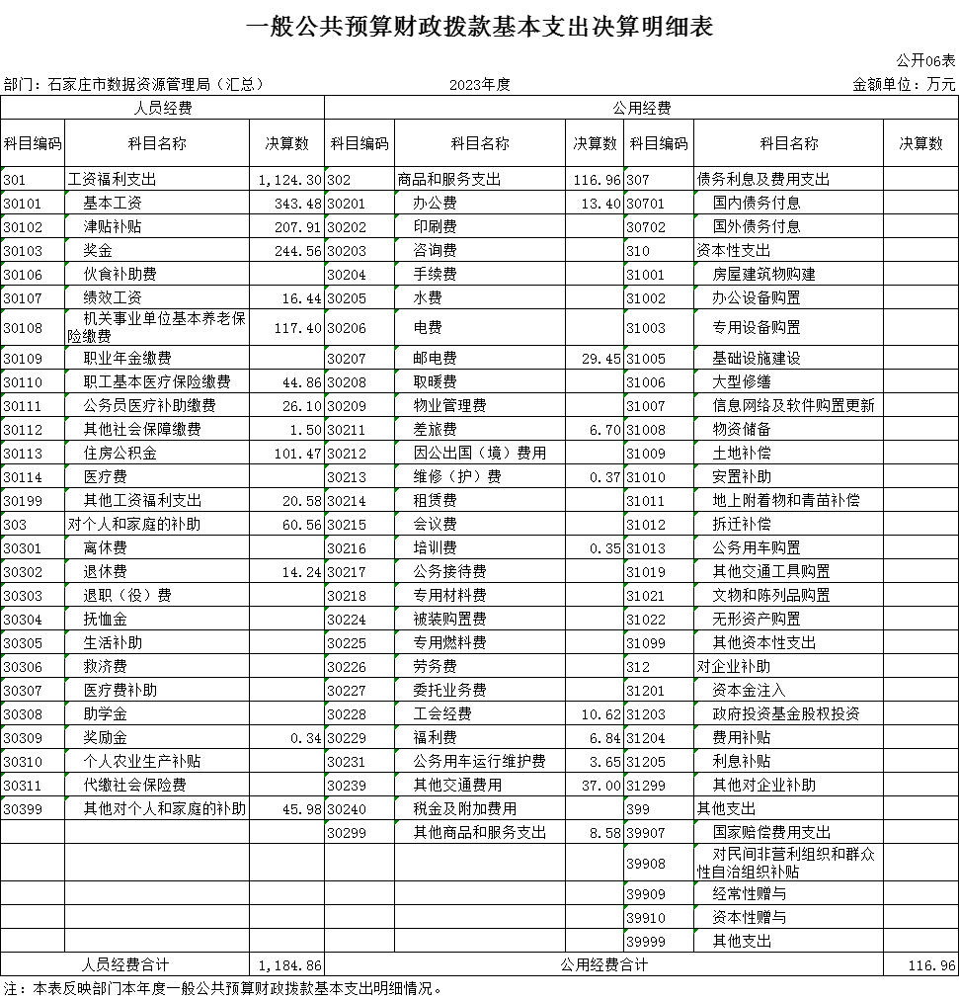 一般公共预算财政拨款基本支出决算明细表
公开06表
部门：石家庄市数据资源管理局（汇总） 2023年度 金额单位：万元
人员经费 公用经费
科目编码 科目名称 决算数 科目编码 科目名称 决算数 科目编码 科目名称 决算数
301 工资福利支出 1,124.30 302 商品和服务支出 116.96 307 债务利息及费用支出
30101 基本工资 343.48 30201 办公费 13.40 30701 国内债务付息
30102 津贴补贴 207.91 30202 印刷费 30702 国外债务付息
30103 奖金 244.56 30203 咨询费 310 资本性支出
30106 伙食补助费 30204 手续费 31001 房屋建筑物购建
30107 绩效工资 16.44 30205 水费 31002 办公设备购置
30108 机关事业单位基本养老保
险缴费 117.40 30206 电费 31003 专用设备购置
30109 职业年金缴费 30207 邮电费 29.45 31005 基础设施建设
30110 职工基本医疗保险缴费 44.86 30208 取暖费 31006 大型修缮
30111 公务员医疗补助缴费 26.10 30209 物业管理费 31007 信息网络及软件购置更新
30112 其他社会保障缴费 1.50 30211 差旅费 6.70 31008 物资储备
30113 住房公积金 101.47 30212 因公出国（境）费用 31009 土地补偿
30114 医疗费 30213 维修（护）费 0.37 31010 安置补助
30199 其他工资福利支出 20.58 30214 租赁费 31011 地上附着物和青苗补偿
303 对个人和家庭的补助 60.56 30215 会议费 31012 拆迁补偿
30301 离休费 30216 培训费 0.35 31013 公务用车购置
30302 退休费 14.24 30217 公务接待费 31019 其他交通工具购置
30303 退职（役）费 30218 专用材料费 31021 文物和陈列品购置
30304 抚恤金 30224 被装购置费 31022 无形资产购置
30305 生活补助 30225 专用燃料费 31099 其他资本性支出
30306 救济费 30226 劳务费 312 对企业补助
30307 医疗费补助 30227 委托业务费 31201 资本金注入
30308 助学金 30228 工会经费 10.62 31203 政府投资基金股权投资
30309 奖励金 0.34 30229 福利费 6.84 31204 费用补贴
30310 个人农业生产补贴 30231 公务用车运行维护费 3.65 31205 利息补贴
30311 代缴社会保险费 30239 其他交通费用 37.00 31299 其他对企业补助
30399 其他对个人和家庭的补助 45.98 30240 税金及附加费用 399 其他支出
30299 其他商品和服务支出 8.58 39907 国家赔偿费用支出
39908 对民间非营利组织和群众
性自治组织补贴
39909 经常性赠与
39910 资本性赠与
39999 其他支出
人员经费合计 1,184.86 公用经费合计 116.96
注：本表反映部门本年度一般公共预算财政拨款基本支出明细情况。